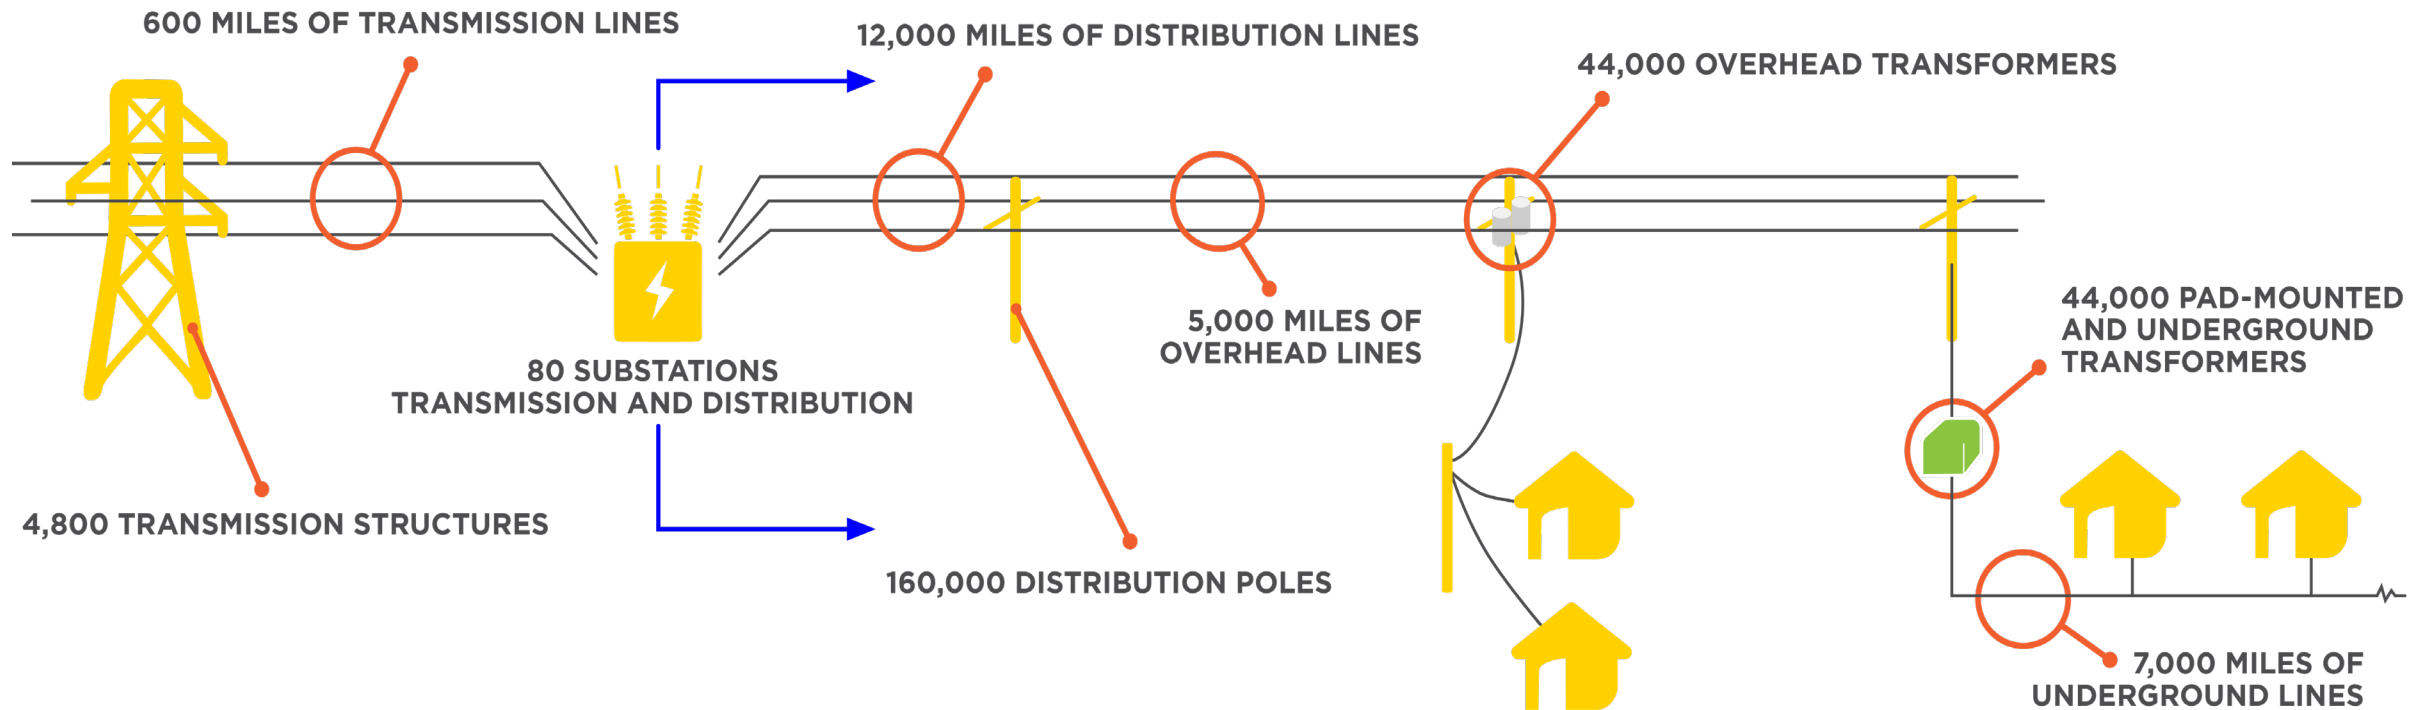 600 MILES OF TRANSMISSION LINES
12,000 MILES OF DISTRIBUTION LINES
44,000 OVERHEAD TRANSFORMERS
44,000 PAD-MOUNTED
AND UNDERGROUND
TRANSFORMERS
5,000 MILES OF
OVERHEAD LINES
80 SUBSTATIONS
TRANSMISSION AND DISTRIBUTION
4,800 TRANSMISSION STRUCTURES
160,000 DISTRIBUTION POLES
7,000 MILES OF
UNDERGROUND LINES